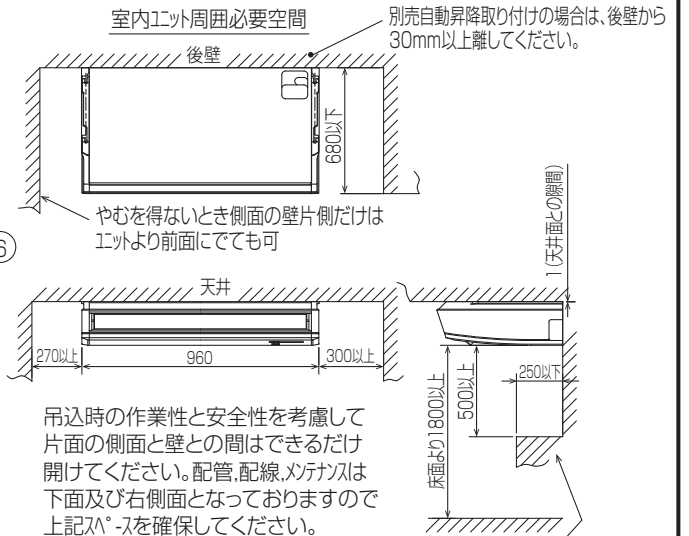 室内ユニット周囲必要空間
別売自動昇降取り付けの場合は、後壁から
30mm以上離してください。
後壁
680以下
やむを得ないとき側面の壁片側だけは
ユニットより前面にでても可
1(天井面との隙間)
天井
270以上
960
300以上
床面より1800以上
500以上
250以下
吊込時の作業性と安全性を考慮して
片面の側面と壁との間はできるだけ
開けてください。配管,配線,メンテナンスは
下面及び右側面となっておりますので
上記スペースを確保してください。